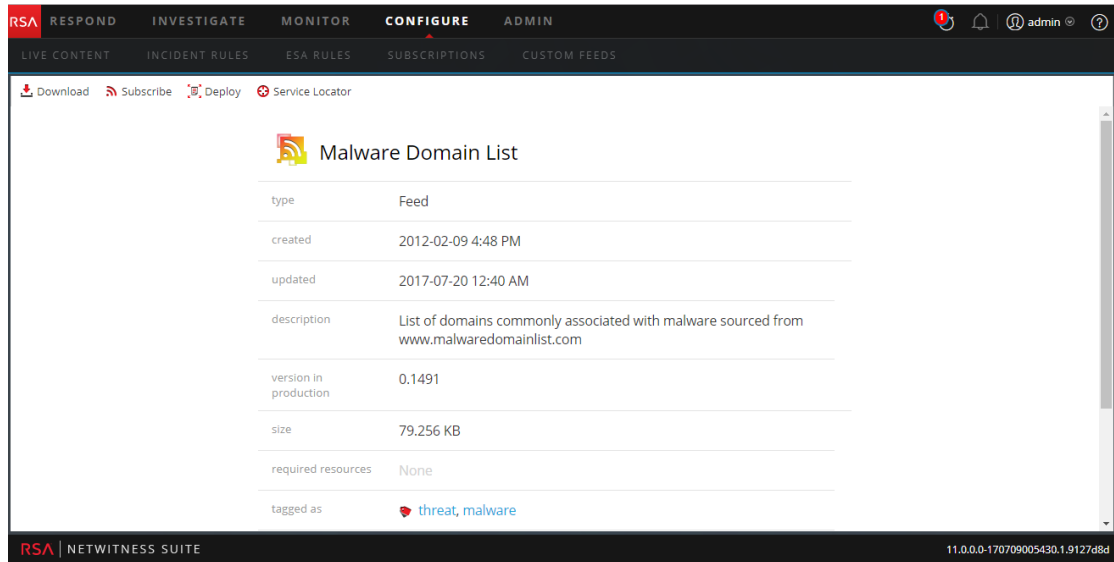 RSA RESPOND INVESTIGATE MONITOR CONFIGURE ADMIN 1 admin ?
LIVE CONTENT INCIDENT RULES ESA RULES SUBSCRIPTIONS CUSTOM FEEDS
Download Subscribe Deploy Service Locator
Malware Domain List
type Feed
created 2012-02-09 4:48 PM
updated 2017-07-20 12:40 AM
description List of domains commonly associated with malware sourced from
www.malwaredomainlist.com
version in 0.1491
production
size 79.256 KB
required resources None
tagged as threat, malware
RSA NETWITNESS SUITE 11.0.0.0-170709005430.1.9127d8d